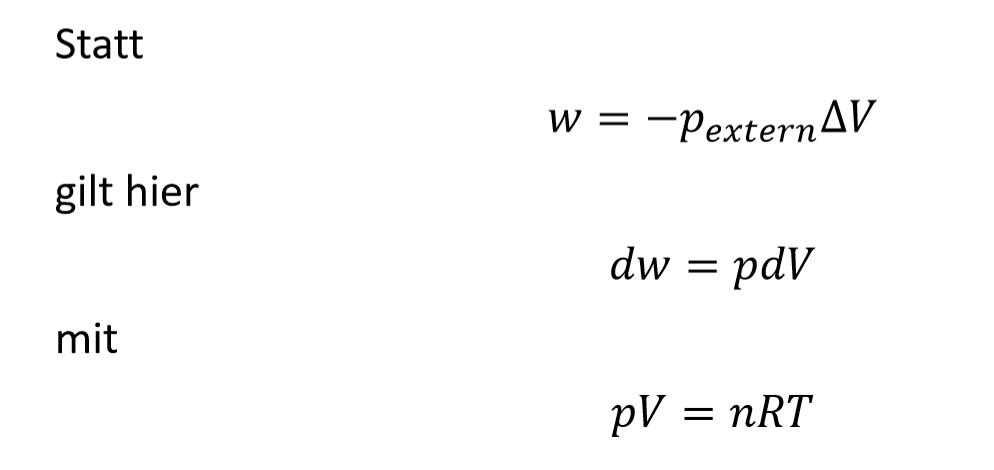 Statt
w = −p_extern ΔV
gilt hier
dw = pdV
mit
pV = nRT